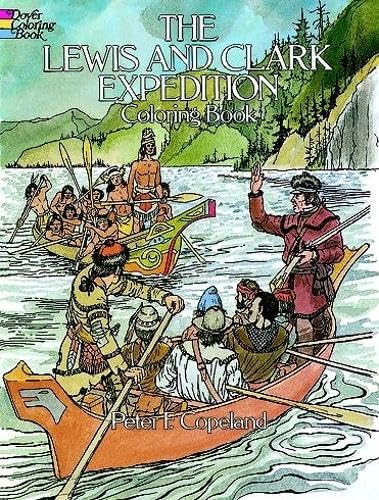 Dover
Coloring
Book
THE
LEWIS AND CLARK
EXPEDITION
Coloring Book
Peter F. Copeland